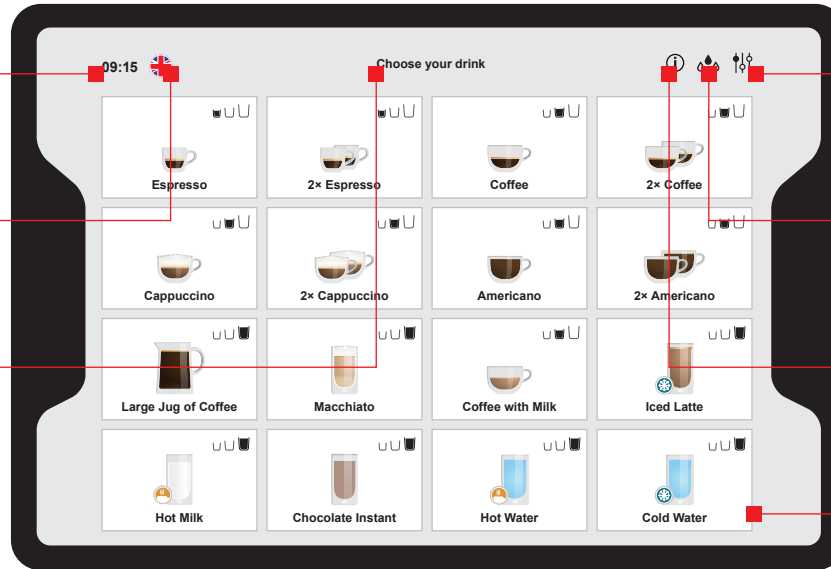 09:15
Choose your drink
Espresso
2× Espresso
Coffee
2× Coffee
Cappuccino
2× Cappuccino
Americano
2× Americano
Large Jug of Coffee
Macchiato
Coffee with Milk
Iced Latte
Hot Milk
Chocolate Instant
Hot Water
Cold Water